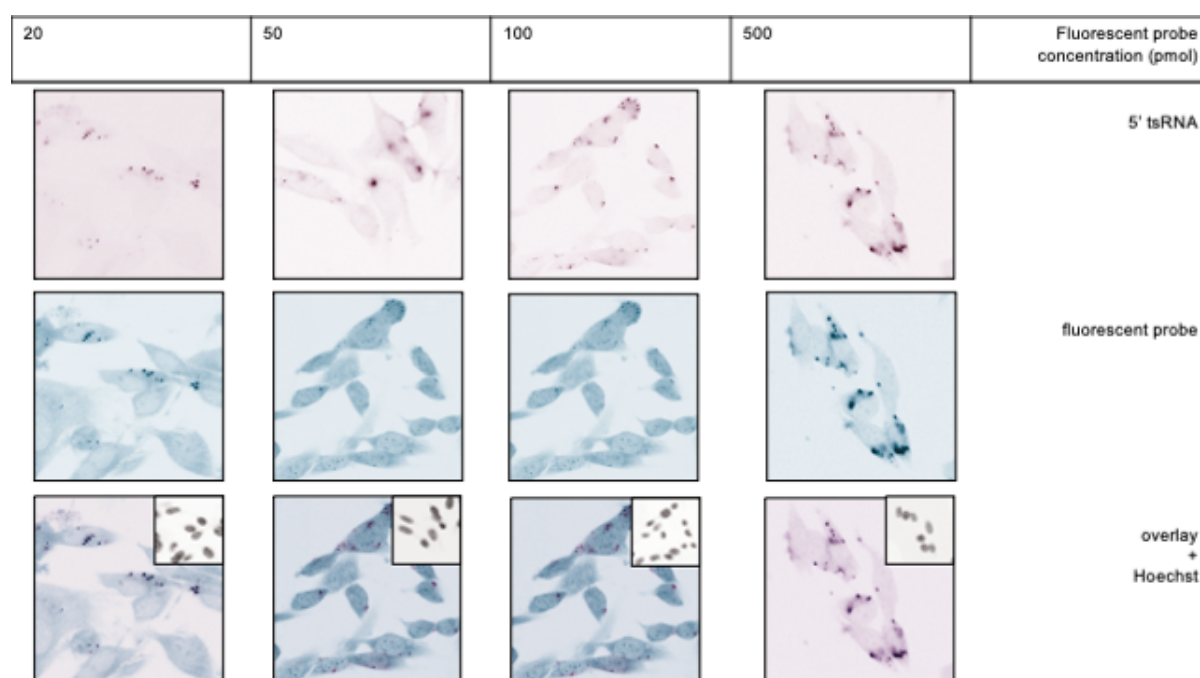 20
50
100
500
Fluorescent probe
concentration (pmol)
5' tsRNA
fluorescent probe
overlay
+
Hoechst